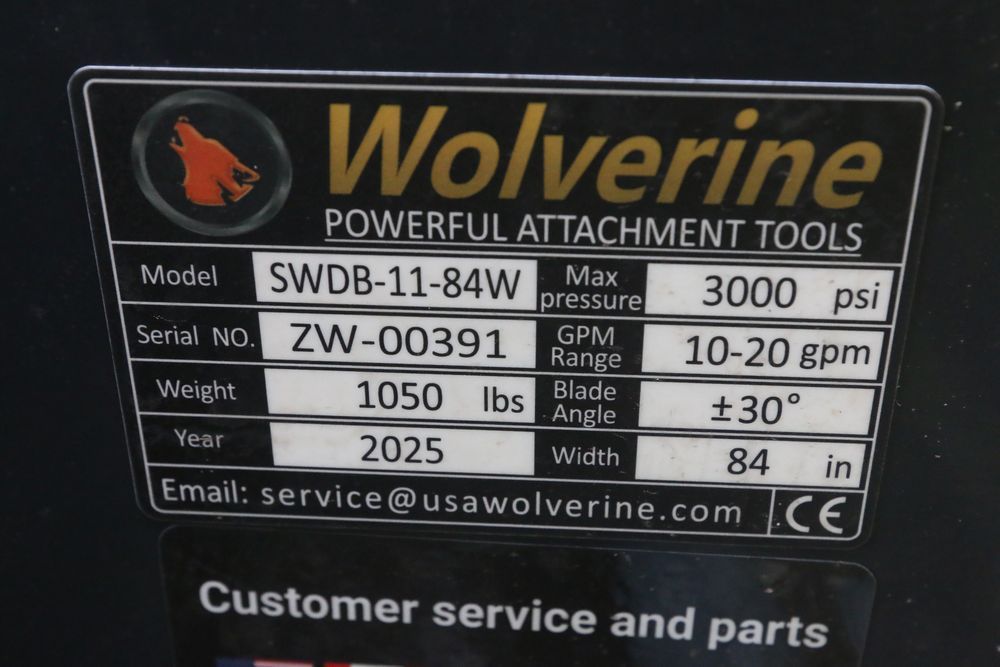 Wolverine
POWERFUL ATTACHMENT TOOLS
Model SWDB-11-84W Max pressure 3000 psi
Serial NO. ZW-00391 GPM Range 10-20 gpm
Weight 1050 lbs Blade Angle ±30°
Year 2025 Width 84 in
Email: service@usawolverine.com CE
Customer service and parts